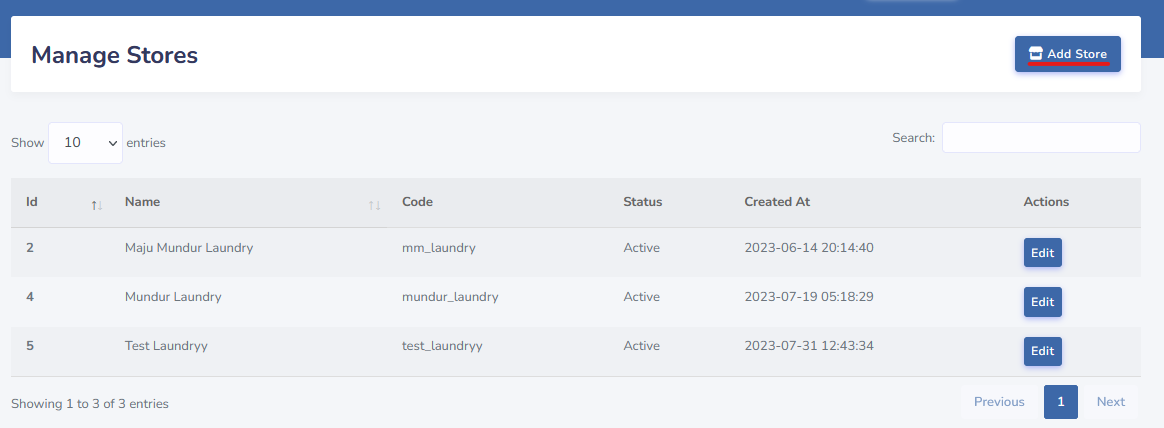 Manage Stores
Add Store
Show 10 entries
Search:
Id Name Code Status Created At Actions
2 Maju Mundur Laundry mm_laundry Active 2023-06-14 20:14:40 Edit
4 Mundur Laundry mundur_laundry Active 2023-07-19 05:18:29 Edit
5 Test Laundryy test_laundryy Active 2023-07-31 12:43:34 Edit
Showing 1 to 3 of 3 entries
Previous 1 Next